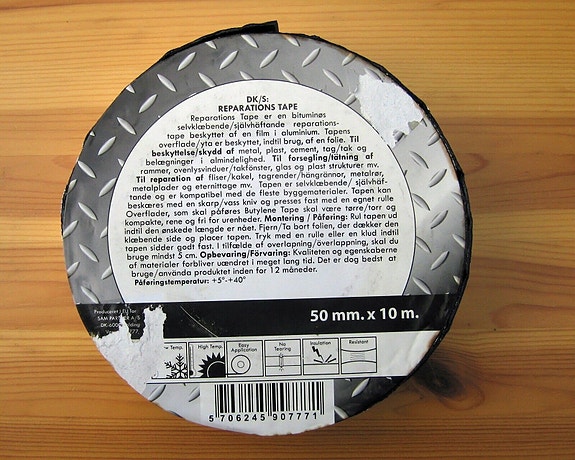 DK/S:
REPARATIONS TAPE
Reparations Tape er en bituminøs
selvklæbende/självhäftande reparations-
tape beskyttet af en film i aluminium. Tapens
overflade/yta er beskyttet, indtil brug, af en folie. Til
beskyttelse/skydd af metal, plast, cement, tag/tak og
belægninger i almindelighed. Til forsegling/tätning af
rammer, ovenlysvinduer/takfönster, glas og plast strukturer mv.
Til reparation af fliser/kakel, tagrender/hängrännor, metalrør,
metalplader og eternittage mv. Tapen er selvklæbende/ självhäf-
tande og er kompatibel med de fleste byggematerialer. Tapen kan
beskæres med en skarp/vass kniv og presses fast med en egnet rulle
Overflader, som skal påføres Butylene Tape skal være tørre/torr og
kompakte, rene og fri for urenheder. Montering / Påføring: Rul tapen ud
indtil den ønskede længde er nået. Fjern/Ta bort folien, der dækker den
klæbende side og placer tapen. Tryk med en rulle eller en klud indtil
tapen sidder godt fast. I tilfælde af overlapning/överlappning, skal du
bruge mindst 5 cm. Opbevaring/Förvaring: Kvaliteten og egenskaberne
af materialer forbliver uændret i meget lang tid. Det er dog bedst at
bruge/använda produktet inden for 12 måneder.
Påføringstemperatur: +5°-+40°
Produceret i EU for
SAM PARTNER A/S
DK-6000 Kolding
50 mm. x 10 m.
Temp.
High Temp.
Easy
Application
No
Tearing
Insulation
Resistant
5 706245 907771